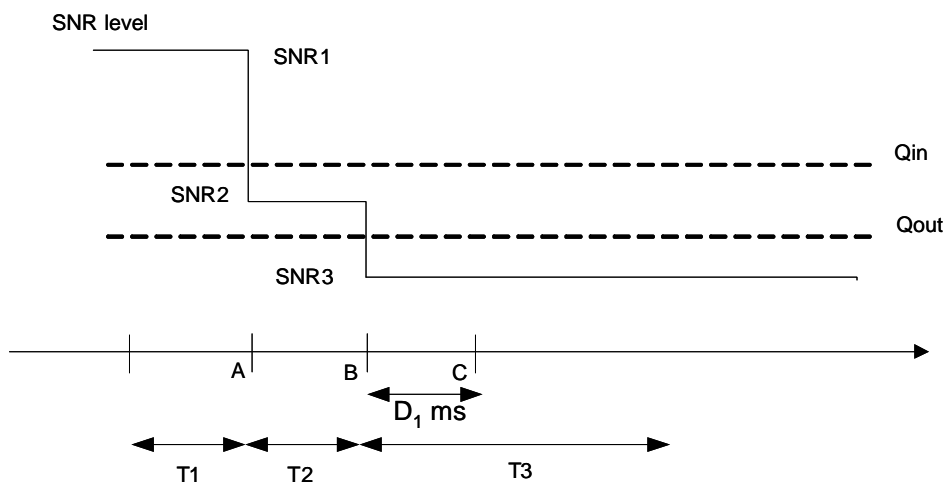 SNR level
SNR1
Qin
SNR2
Qout
SNR3
A
B
C
D₁ ms
T1
T2
T3